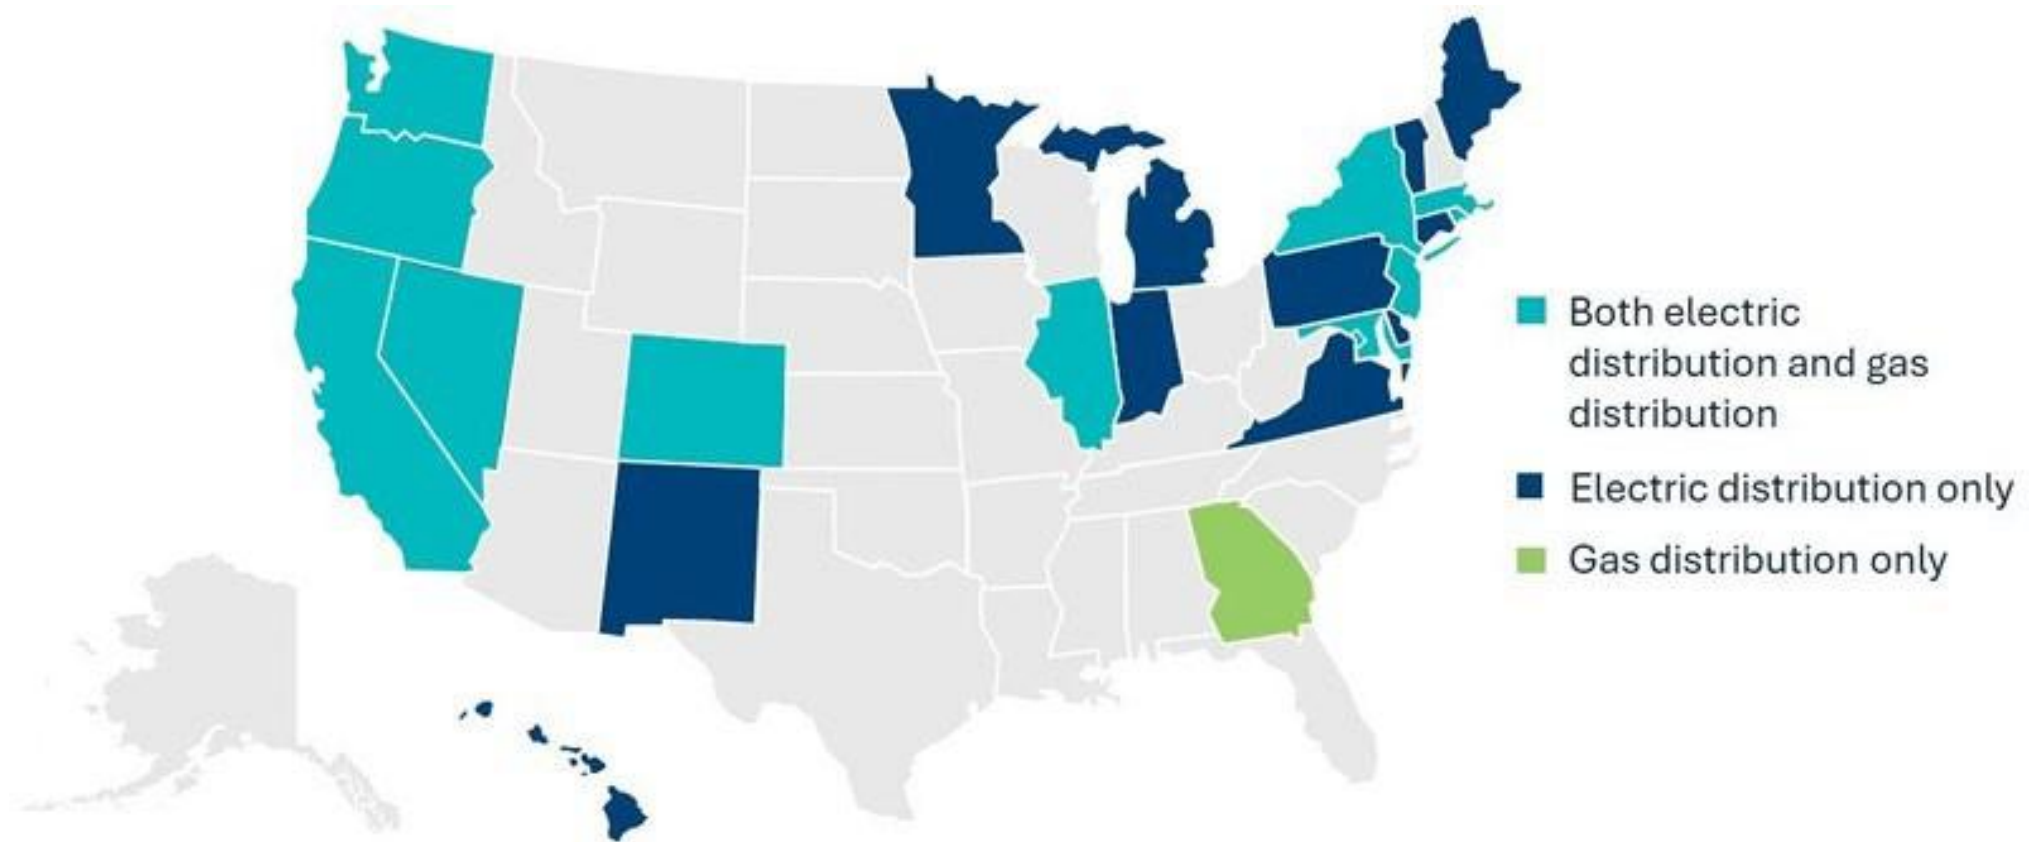 Both electric
distribution and gas
distribution
Electric distribution only
Gas distribution only